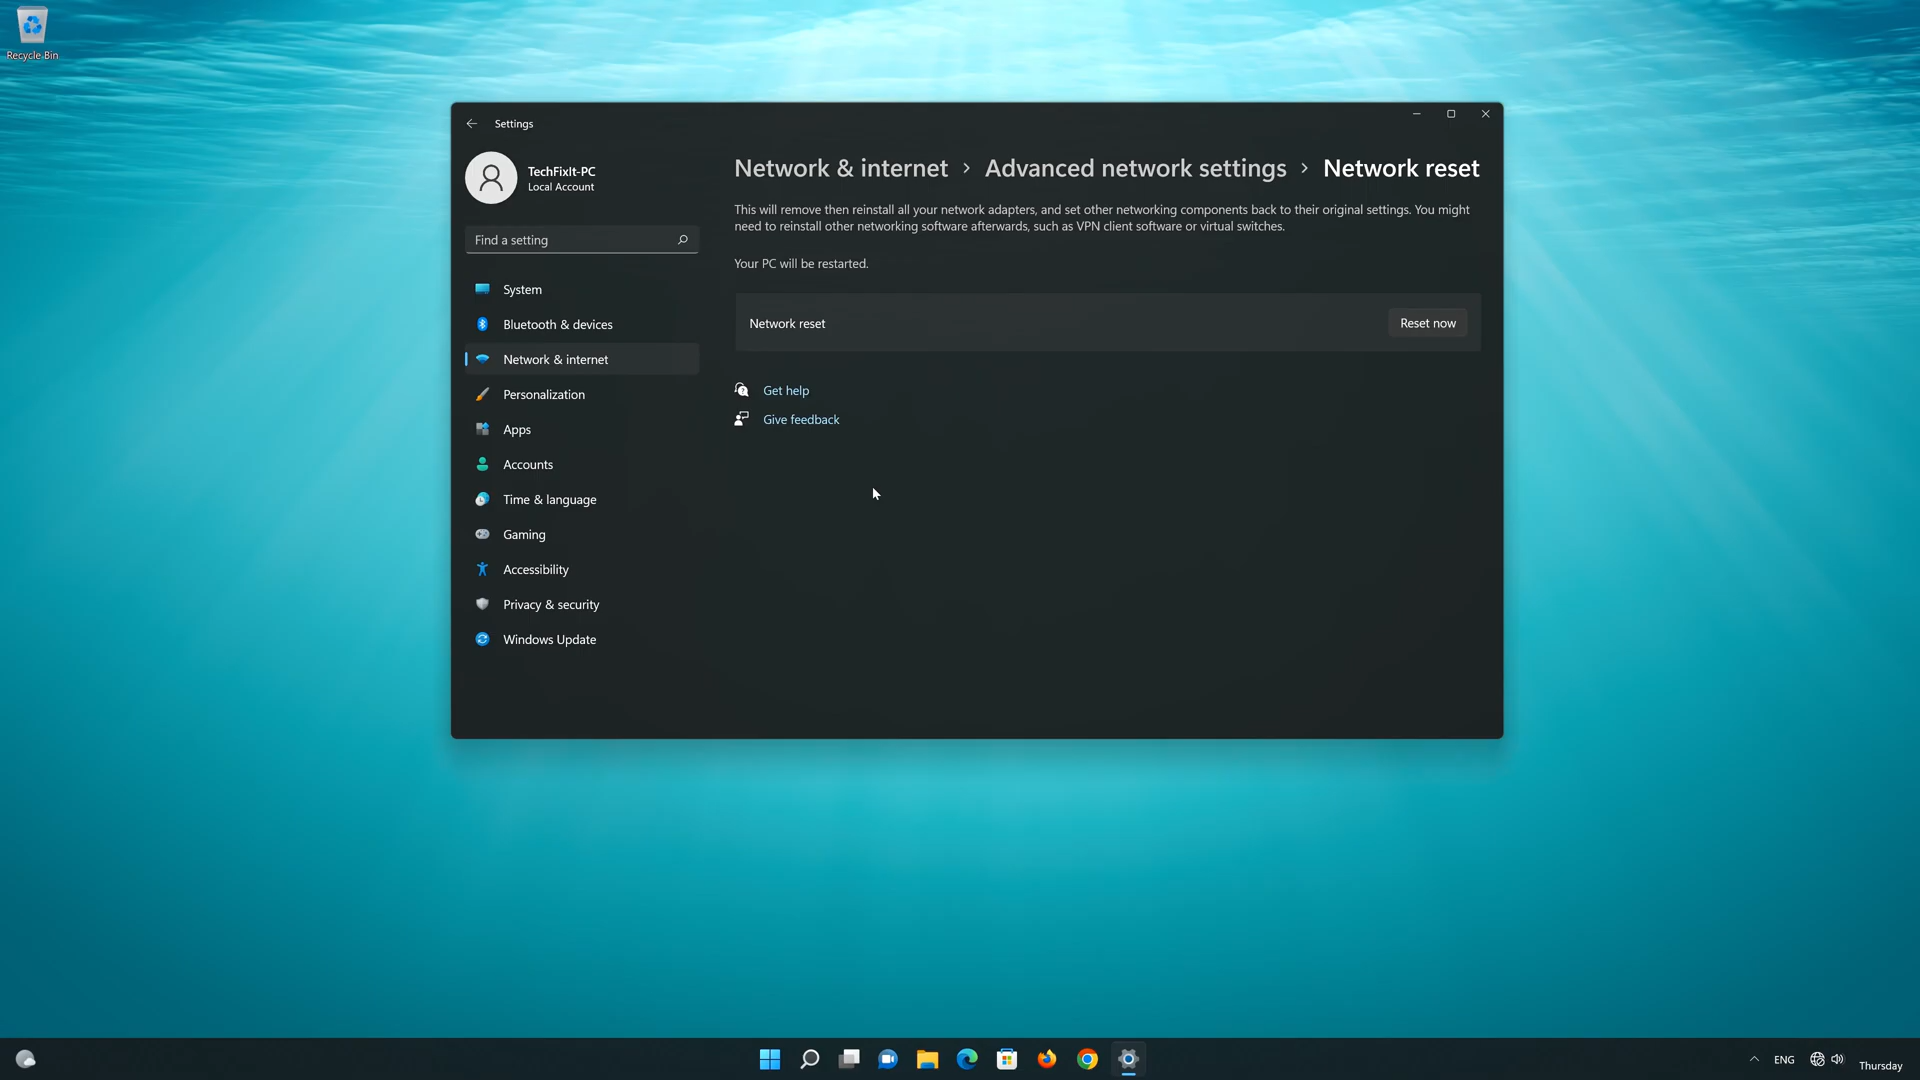 Recycle Bin
Settings
TechFixIt-PC
Local Account
Find a setting
System
Bluetooth & devices
Network & internet
Personalization
Apps
Accounts
Time & language
Gaming
Accessibility
Privacy & security
Windows Update
Network & internet › Advanced network settings › Network reset
This will remove then reinstall all your network adapters, and set other networking components back to their original settings. You might
need to reinstall other networking software afterwards, such as VPN client software or virtual switches.
Your PC will be restarted.
Network reset
Reset now
Get help
Give feedback
ENG
Thursday